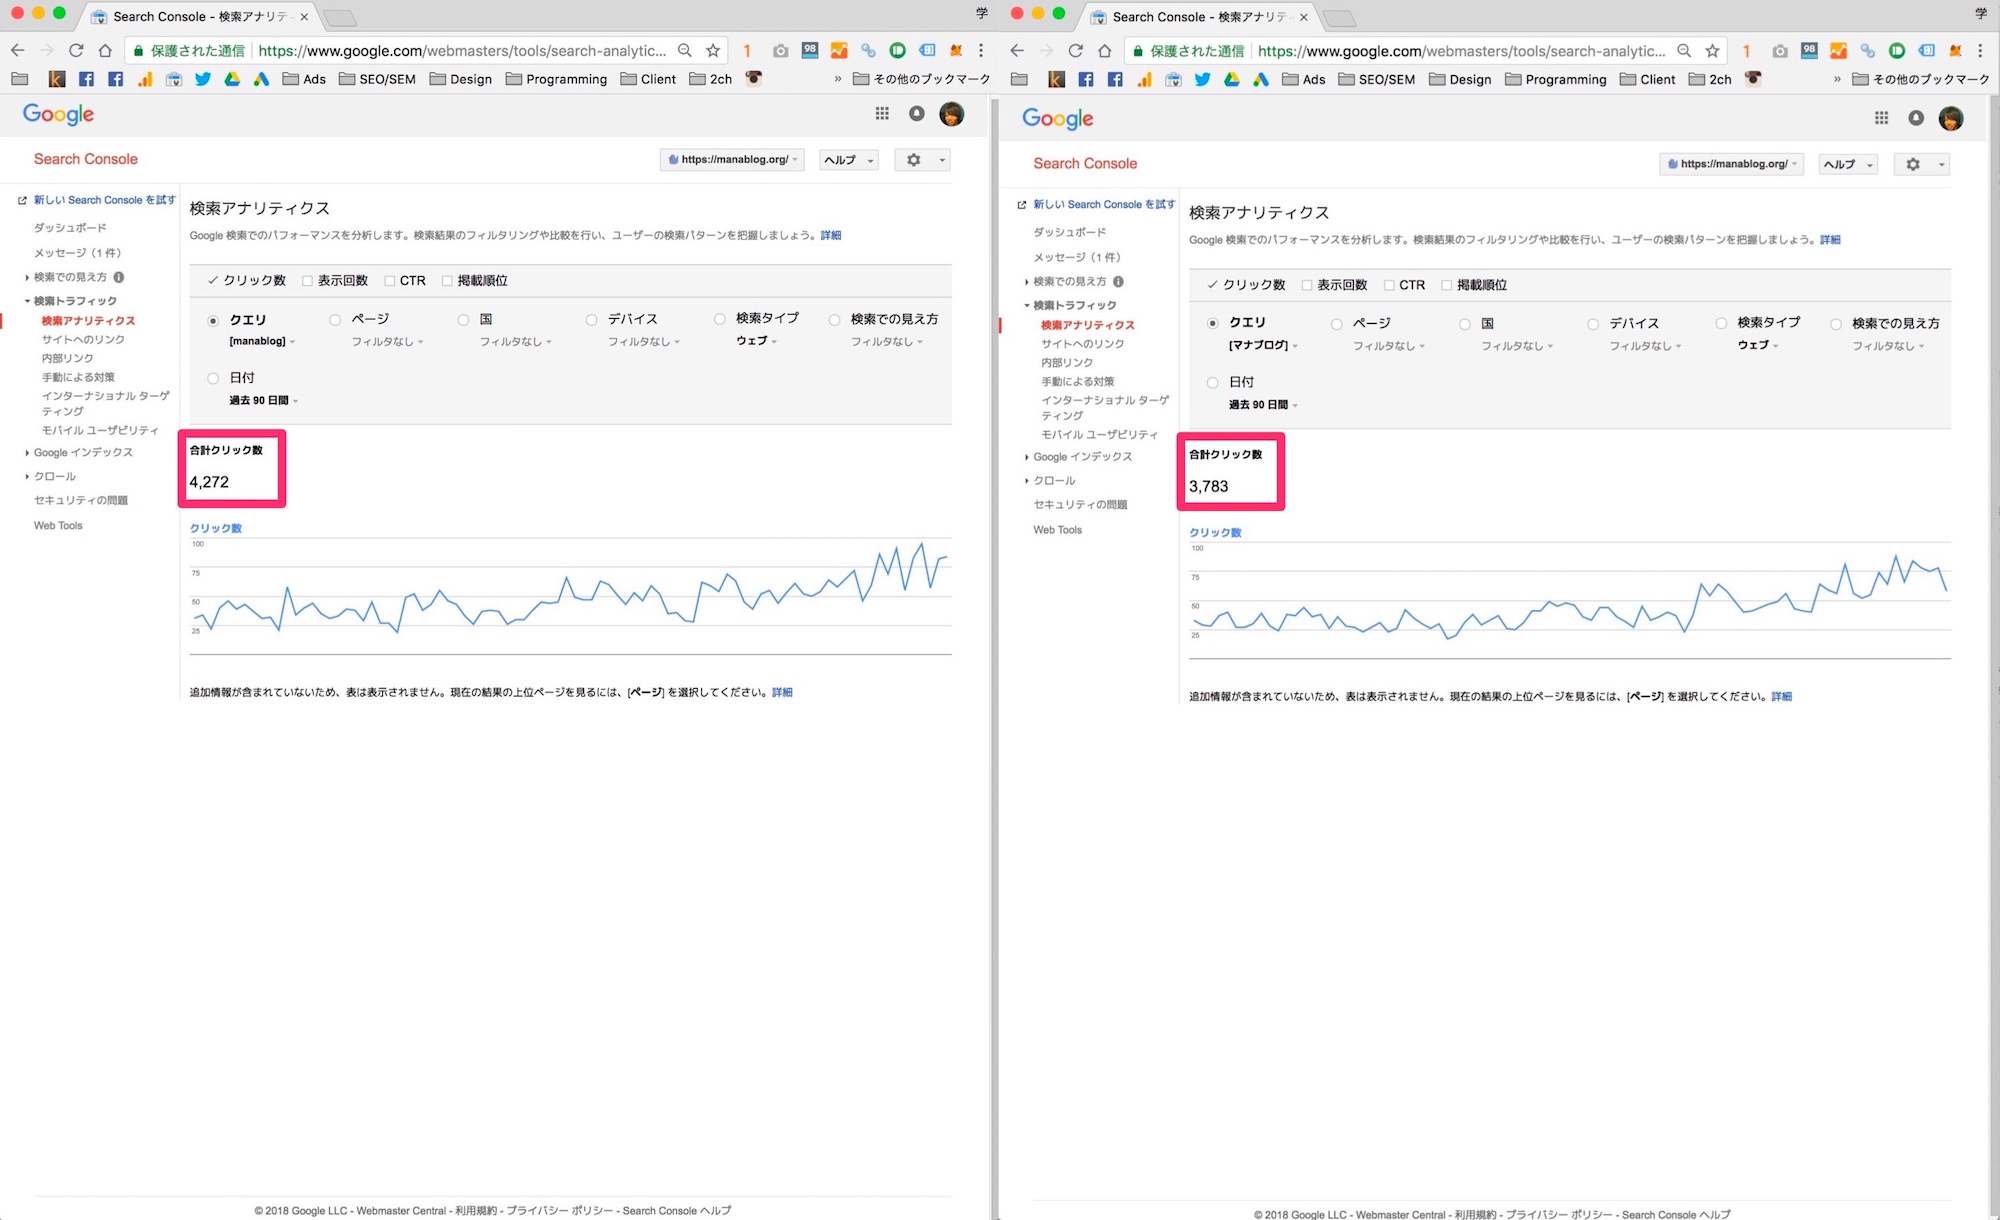 Search Console - 検索アナリテ
学
保護された通信
https://www.google.com/webmasters/tools/search-analytic...
1
98
Ads
SEO/SEM
Design
Programming
Client
2ch
»
その他のブックマーク
Google
Search Console
https://manablog.org/
ヘルプ
新しい Search Console を試す
ダッシュボード
メッセージ（1 件）
検索での見え方
検索トラフィック
検索アナリティクス
サイトへのリンク
内部リンク
手動による対策
インターナショナル ターゲ
ティング
モバイル ユーザビリティ
Google インデックス
クロール
セキュリティの問題
Web Tools
検索アナリティクス
Google 検索でのパフォーマンスを分析します。検索結果のフィルタリングや比較を行い、ユーザーの検索パターンを把握しましょう。詳細
クリック数 表示回数 CTR 掲載順位
クエリ ページ 国 デバイス 検索タイプ 検索での見え方
[manablog] フィルタなし フィルタなし フィルタなし ウェブ フィルタなし
日付
過去 90 日間
合計クリック数
4,272
クリック数
100
75
50
25
追加情報が含まれていないため、表は表示されません。現在の結果の上位ページを見るには、[ページ] を選択してください。詳細
© 2018 Google LLC - Webmaster Central - 利用規約 - プライバシー ポリシー - Search Console ヘルプ
Search Console - 検索アナリテ
学
保護された通信
https://www.google.com/webmasters/tools/search-analytic...
1
98
Ads
SEO/SEM
Design
Programming
Client
2ch
»
その他のブックマーク
Google
Search Console
https://manablog.org/
ヘルプ
新しい Search Console を試す
ダッシュボード
メッセージ（1 件）
検索での見え方
検索トラフィック
検索アナリティクス
サイトへのリンク
内部リンク
手動による対策
インターナショナル ターゲ
ティング
モバイル ユーザビリティ
Google インデックス
クロール
セキュリティの問題
Web Tools
検索アナリティクス
Google 検索でのパフォーマンスを分析します。検索結果のフィルタリングや比較を行い、ユーザーの検索パターンを把握しましょう。詳細
クリック数 表示回数 CTR 掲載順位
クエリ ページ 国 デバイス 検索タイプ 検索での見え方
[マナブログ] フィルタなし フィルタなし フィルタなし ウェブ フィルタなし
日付
過去 90 日間
合計クリック数
3,783
クリック数
100
75
50
25
追加情報が含まれていないため、表は表示されません。現在の結果の上位ページを見るには、[ページ] を選択してください。詳細
© 2018 Google LLC - Webmaster Central - 利用規約 - プライバシー ポリシー - Search Console ヘルプ